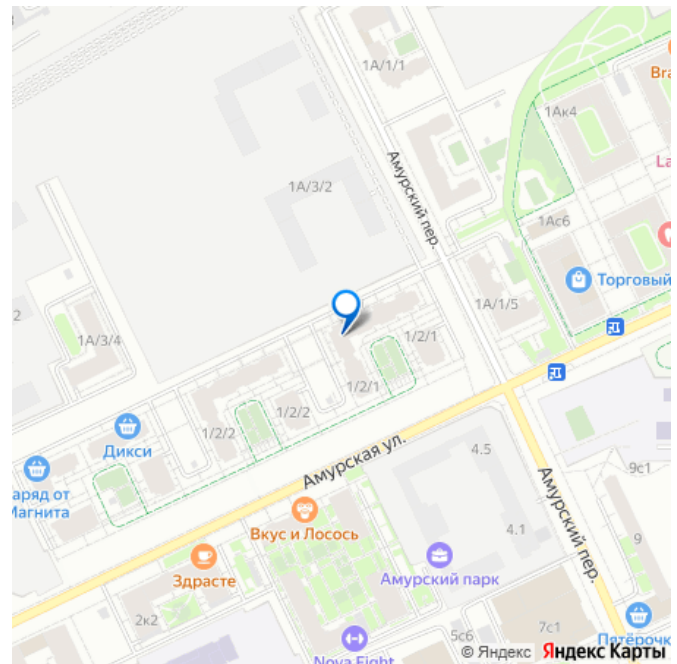 1А/1/1
Bra
1Ак4
Амурский пер.
La
1А/3/2
1Ас6
Торговый
1А/1/5
2
1А/3/4
1/2/1
1/2/1
1/2/2
1/2/2
Дикси
аряд от
Магнита
Амурская ул.
4.5
9с1
Вкус и Лосось
4.1
Амурский пер.
9
Здрасте
Амурский парк
2к2
5с6
7с1
Пятёрочк
Nova Fight
© Яндекс Яндекс Карты